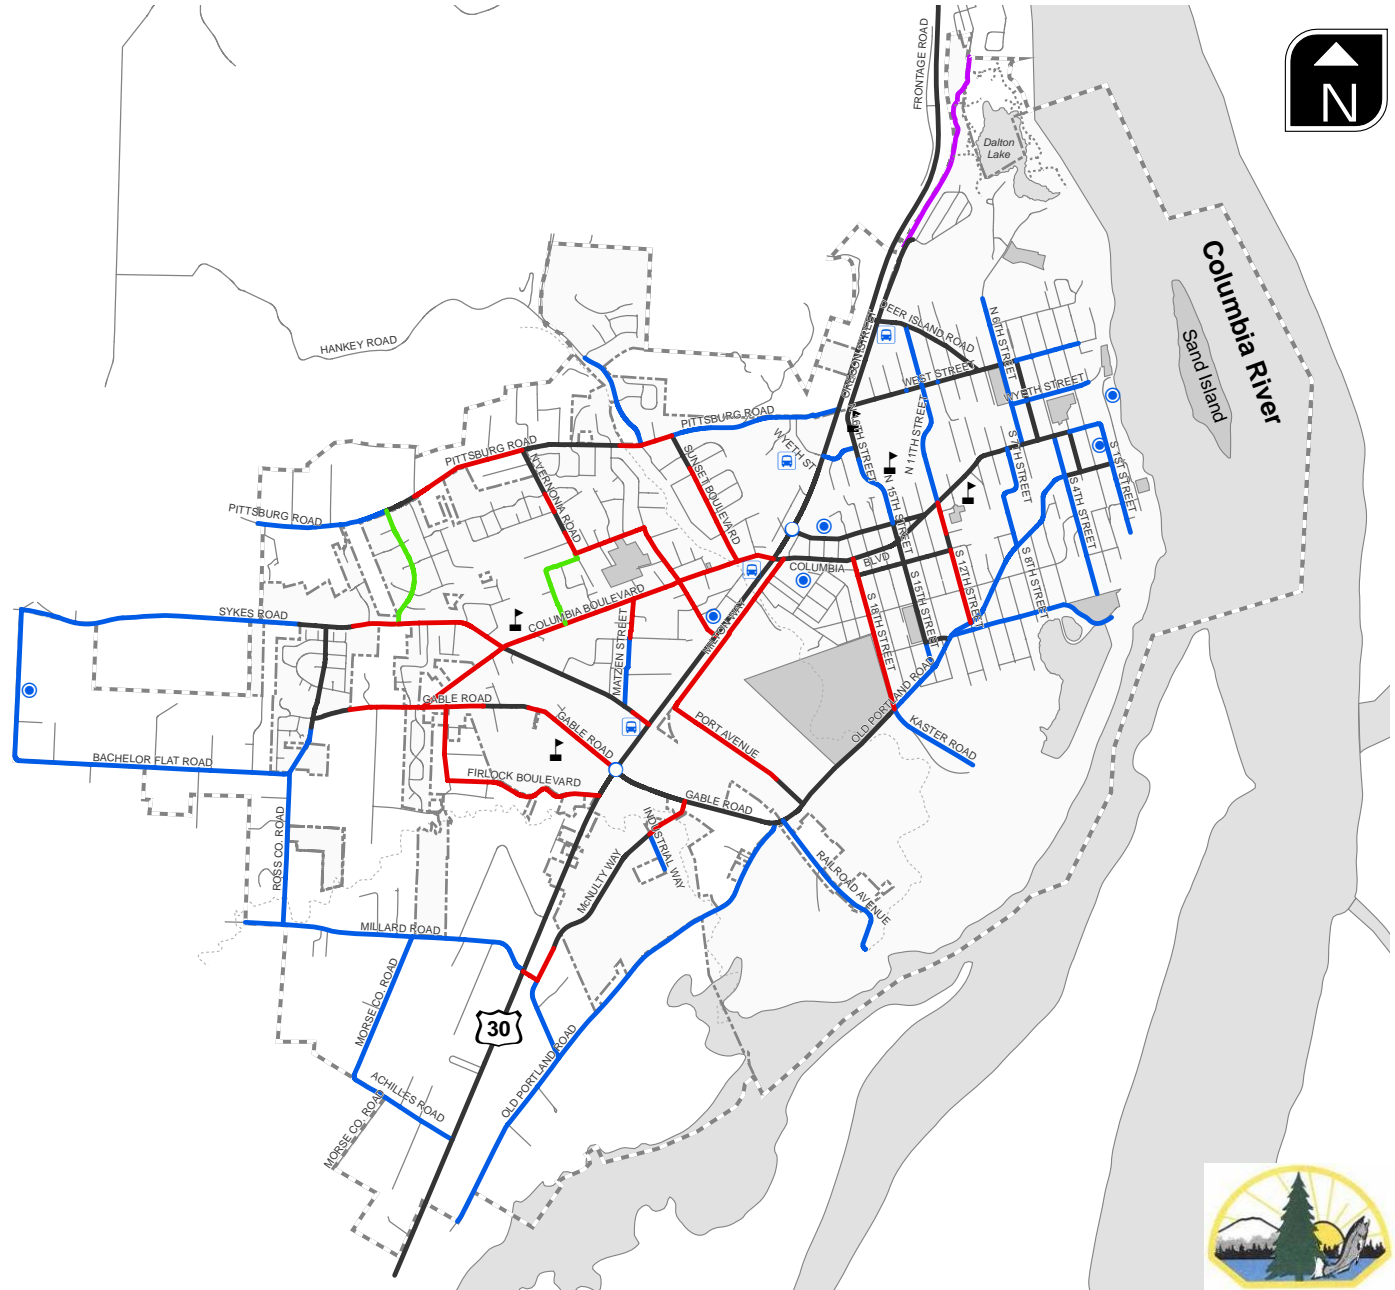 FRONTAGE ROAD
N
Dalton
Lake
Columbia River
Sand Island
HANKEY ROAD
DEER ISLAND ROAD
N 6TH STREET
WEST STREET
WYETH STREET
PITTSBURG ROAD
WYETH ST
N 16TH STREET
N 11TH STREET
S 7TH STREET
S 1ST STREET
PITTSBURG ROAD
SUNSET BOULEVARD
N VERNONIA ROAD
N 15TH STREET
S 4TH STREET
PITTSBURG ROAD
COLUMBIA
BLVD
S 12TH STREET
S 8TH STREET
S 15TH STREET
S 18TH STREET
SYKES ROAD
COLUMBIA BOULEVARD
MILTON WAY
MATZEN STREET
GABLE ROAD
GABLE ROAD
PORT AVENUE
OLD PORTLAND ROAD
KASTER ROAD
BACHELOR FLAT ROAD
FIRLOCK BOULEVARD
GABLE ROAD
INDUSTRIAL WAY
ROSS CO. ROAD
McNULTY WAY
RAILROAD AVENUE
MILLARD ROAD
MORSE CO. ROAD
30
OLD PORTLAND ROAD
ACHILLES ROAD
MORSE CO. ROAD